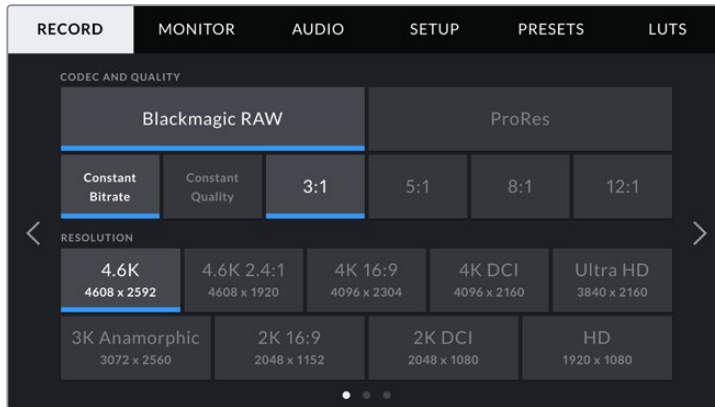 RECORD MONITOR AUDIO SETUP PRESETS LUTS
CODEC AND QUALITY
Blackmagic RAW ProRes
Constant Bitrate Constant Quality 3:1 5:1 8:1 12:1
RESOLUTION
4.6K 4.6K 2.4:1 4K 16:9 4K DCI Ultra HD
4608 x 2592 4608 x 1920 4096 x 2304 4096 x 2160 3840 x 2160
3K Anamorphic 2K 16:9 2K DCI HD
3072 x 2560 2048 x 1152 2048 x 1080 1920 x 1080